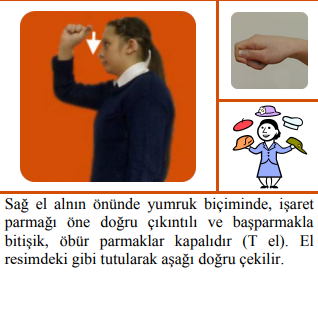 Sağ el alnın önünde yumruk biçiminde, işaret
parmağı öne doğru çıkıntılı ve başparmakla
bitişik, öbür parmaklar kapalıdır (T el). El
resimdeki gibi tutularak aşağı doğru çekilir.